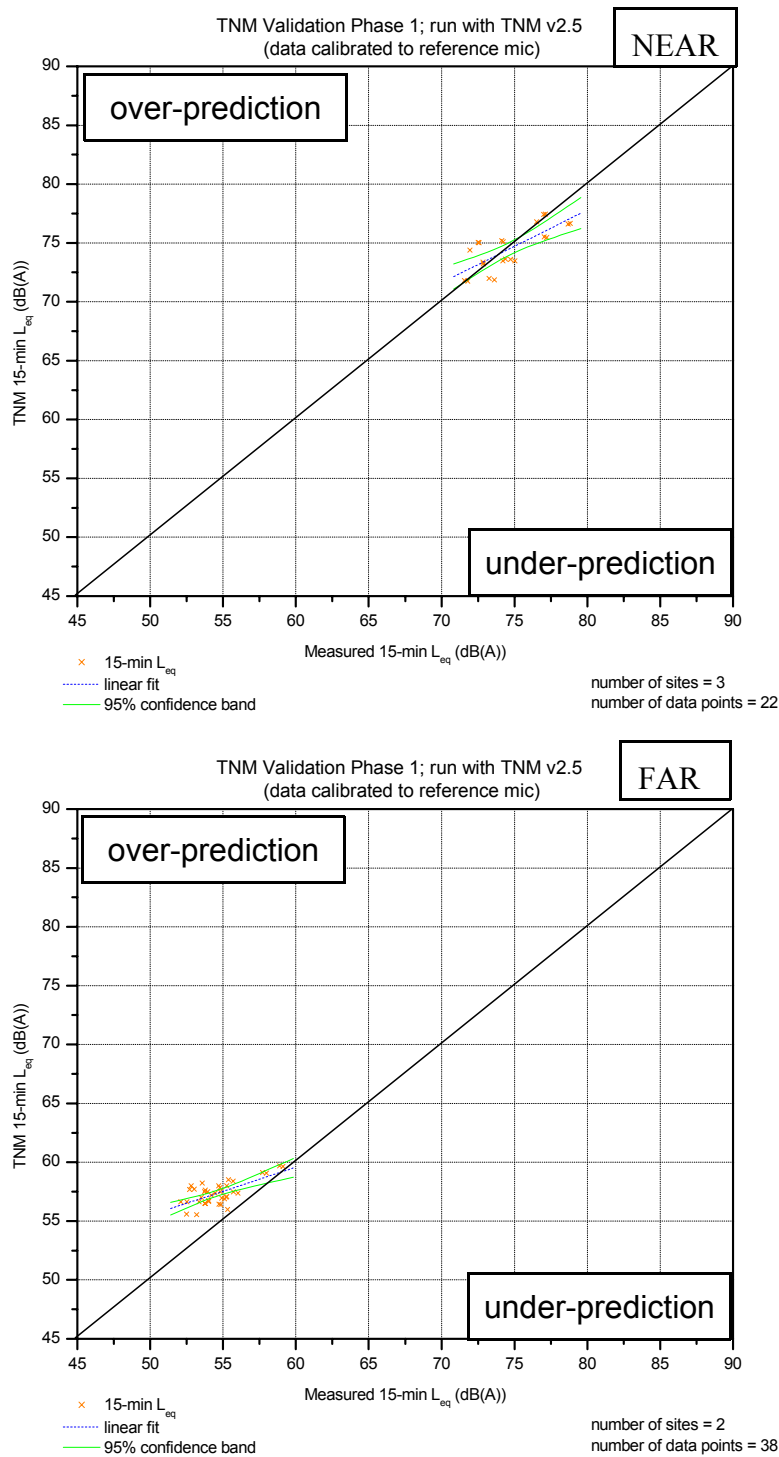 TNM Validation Phase 1; run with TNM v2.5
(data calibrated to reference mic)
NEAR
over-prediction
under-prediction
90
85
80
75
70
65
60
55
50
45
TNM 15-min Leq (dB(A))
45 50 55 60 65 70 75 80 85 90
Measured 15-min Leq (dB(A))
15-min Leq
linear fit
95% confidence band
number of sites = 3
number of data points = 22
TNM Validation Phase 1; run with TNM v2.5
(data calibrated to reference mic)
FAR
over-prediction
under-prediction
90
85
80
75
70
65
60
55
50
45
TNM 15-min Leq (dB(A))
45 50 55 60 65 70 75 80 85 90
Measured 15-min Leq (dB(A))
15-min Leq
linear fit
95% confidence band
number of sites = 2
number of data points = 38